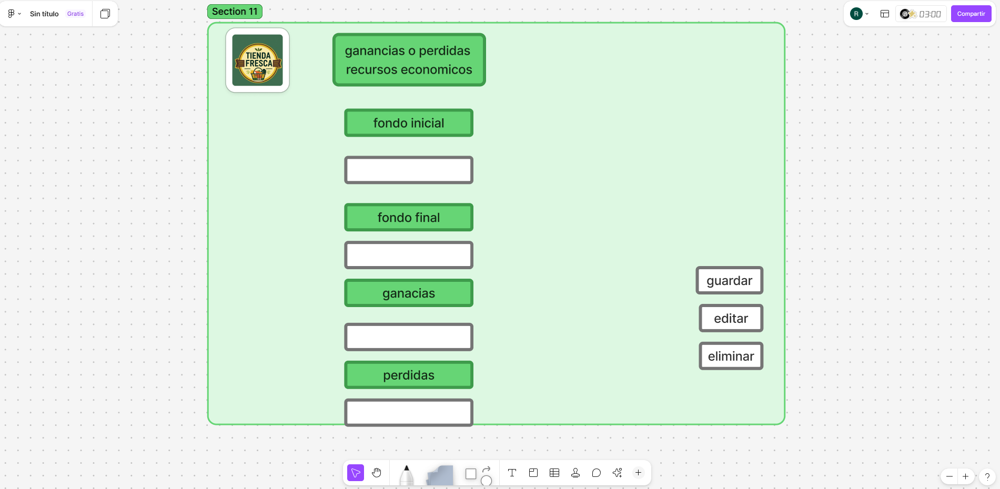 Sin título
Gratis
Section 11
R
03:00
Compartir
TIENDA
FRESCA
ganancias o perdidas
recursos economicos
fondo inicial
fondo final
ganacias
perdidas
guardar
editar
eliminar
T
?